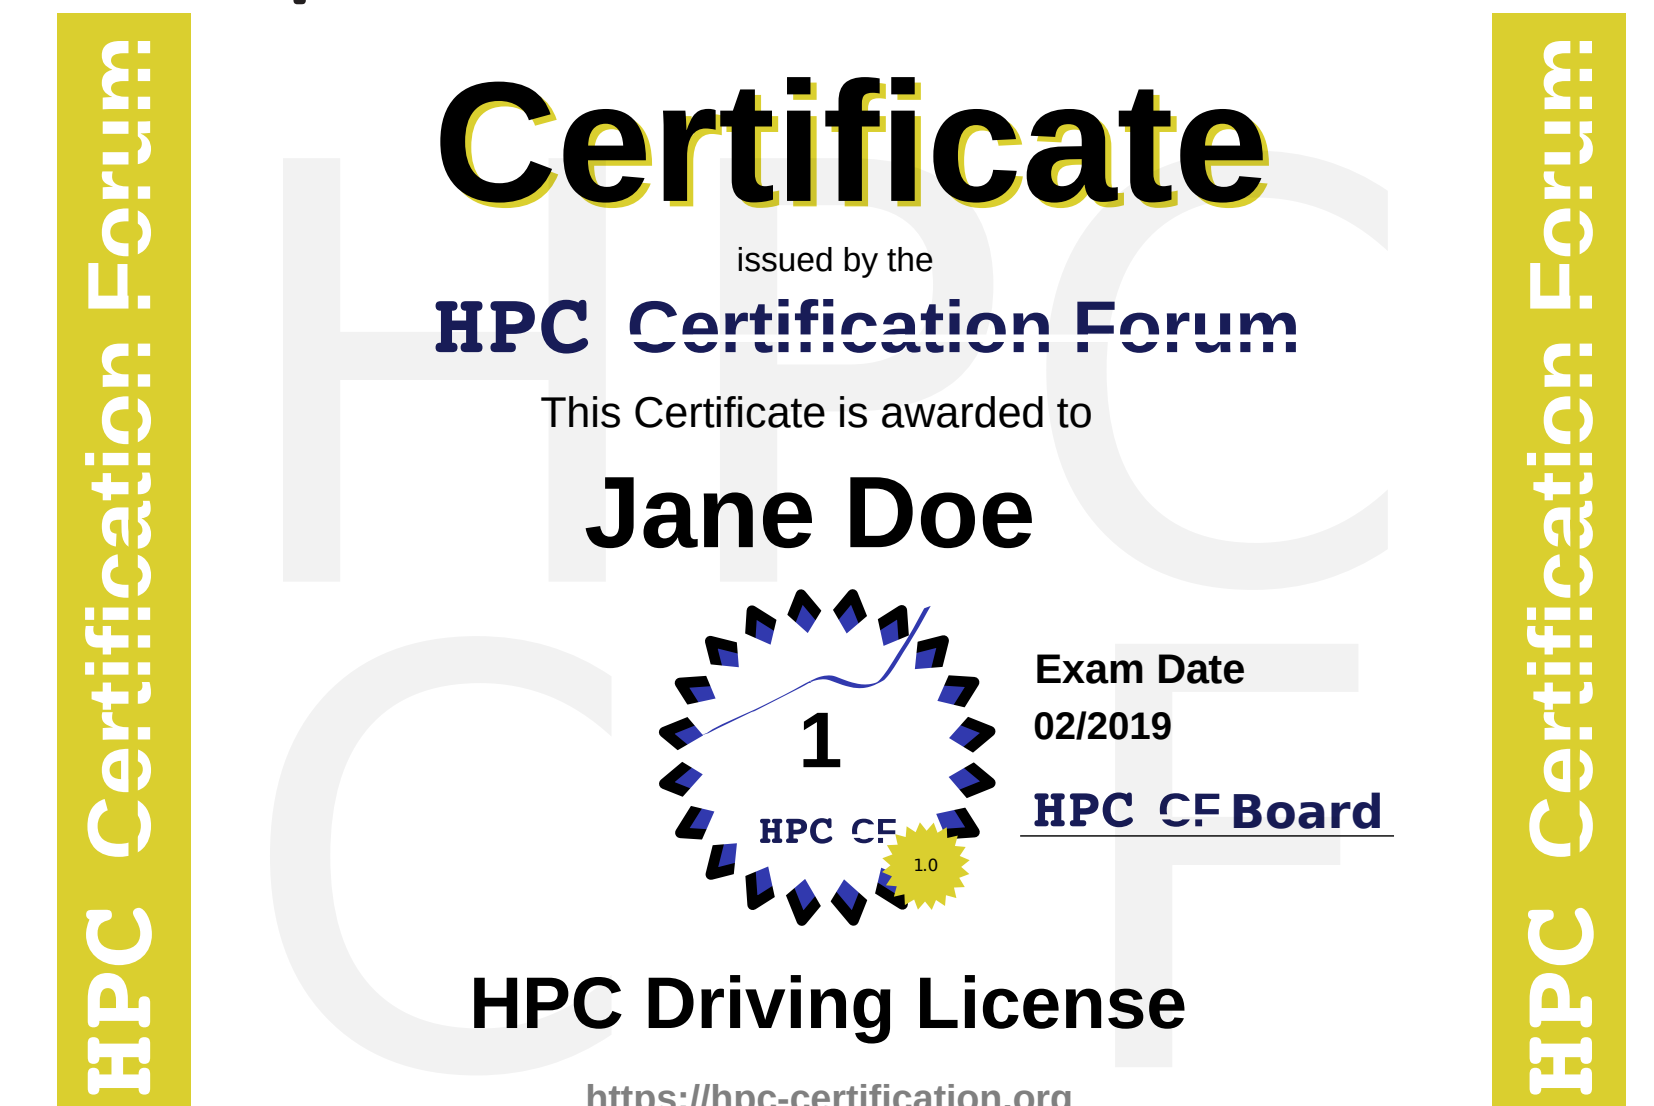 HPC Certification Forum
Certificate
issued by the
HPC Certification Forum
This Certificate is awarded to
Jane Doe
1
HPC CF
1.0
Exam Date
02/2019
HPC CF Board
HPC Driving License
https://hpc-certification.org
HPC
CF
HPC Certification Forum